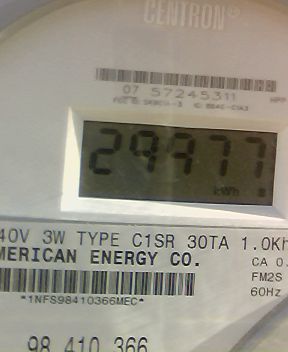 CENTRON®
07 57245311
29977
kWh
40V 3W TYPE C1SR 30TA 1.0Kh
MERICAN ENERGY CO.
CA 0.
FM2S
60Hz
*1NFS98410366MEC*
98 410 366